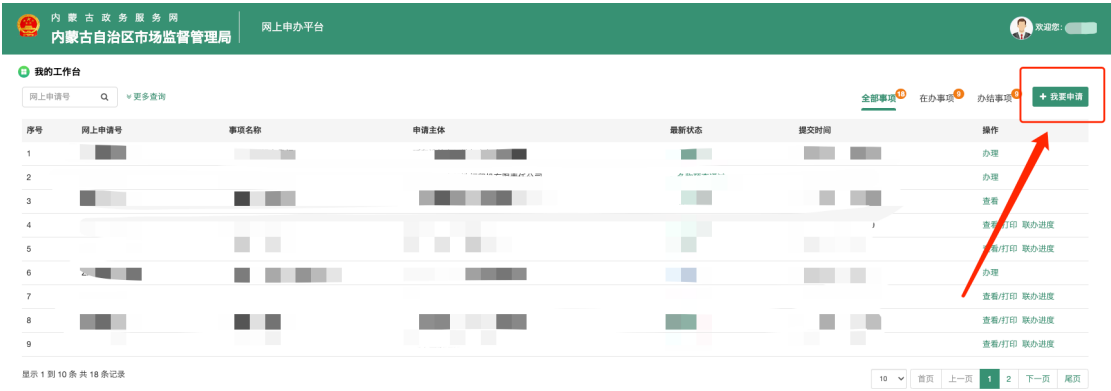 内蒙古政务服务网
内蒙古自治区市场监督管理局
网上申办平台
欢迎您:
我的工作台
网上申请号 更多查询
全部事项 18 在办事项 9 办结事项 9 + 我要申请
序号 网上申请号 事项名称 申请主体 最新状态 提交时间 操作
1 办理
2 办理
3 查看
4 查看/打印 联办进度
5 查看/打印 联办进度
6 办理
7 查看/打印 联办进度
8 查看/打印 联办进度
9 查看/打印 联办进度
显示 1 到 10 条 共 18 条记录
10 首页 上一页 1 2 下一页 尾页